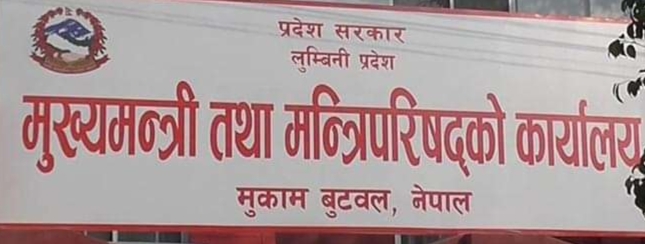 प्रदेश सरकार
लुम्बिनी प्रदेश
मुख्यमन्त्री तथा मन्त्रिपरिषद्को कार्यालय
मुकाम बुटवल, नेपाल